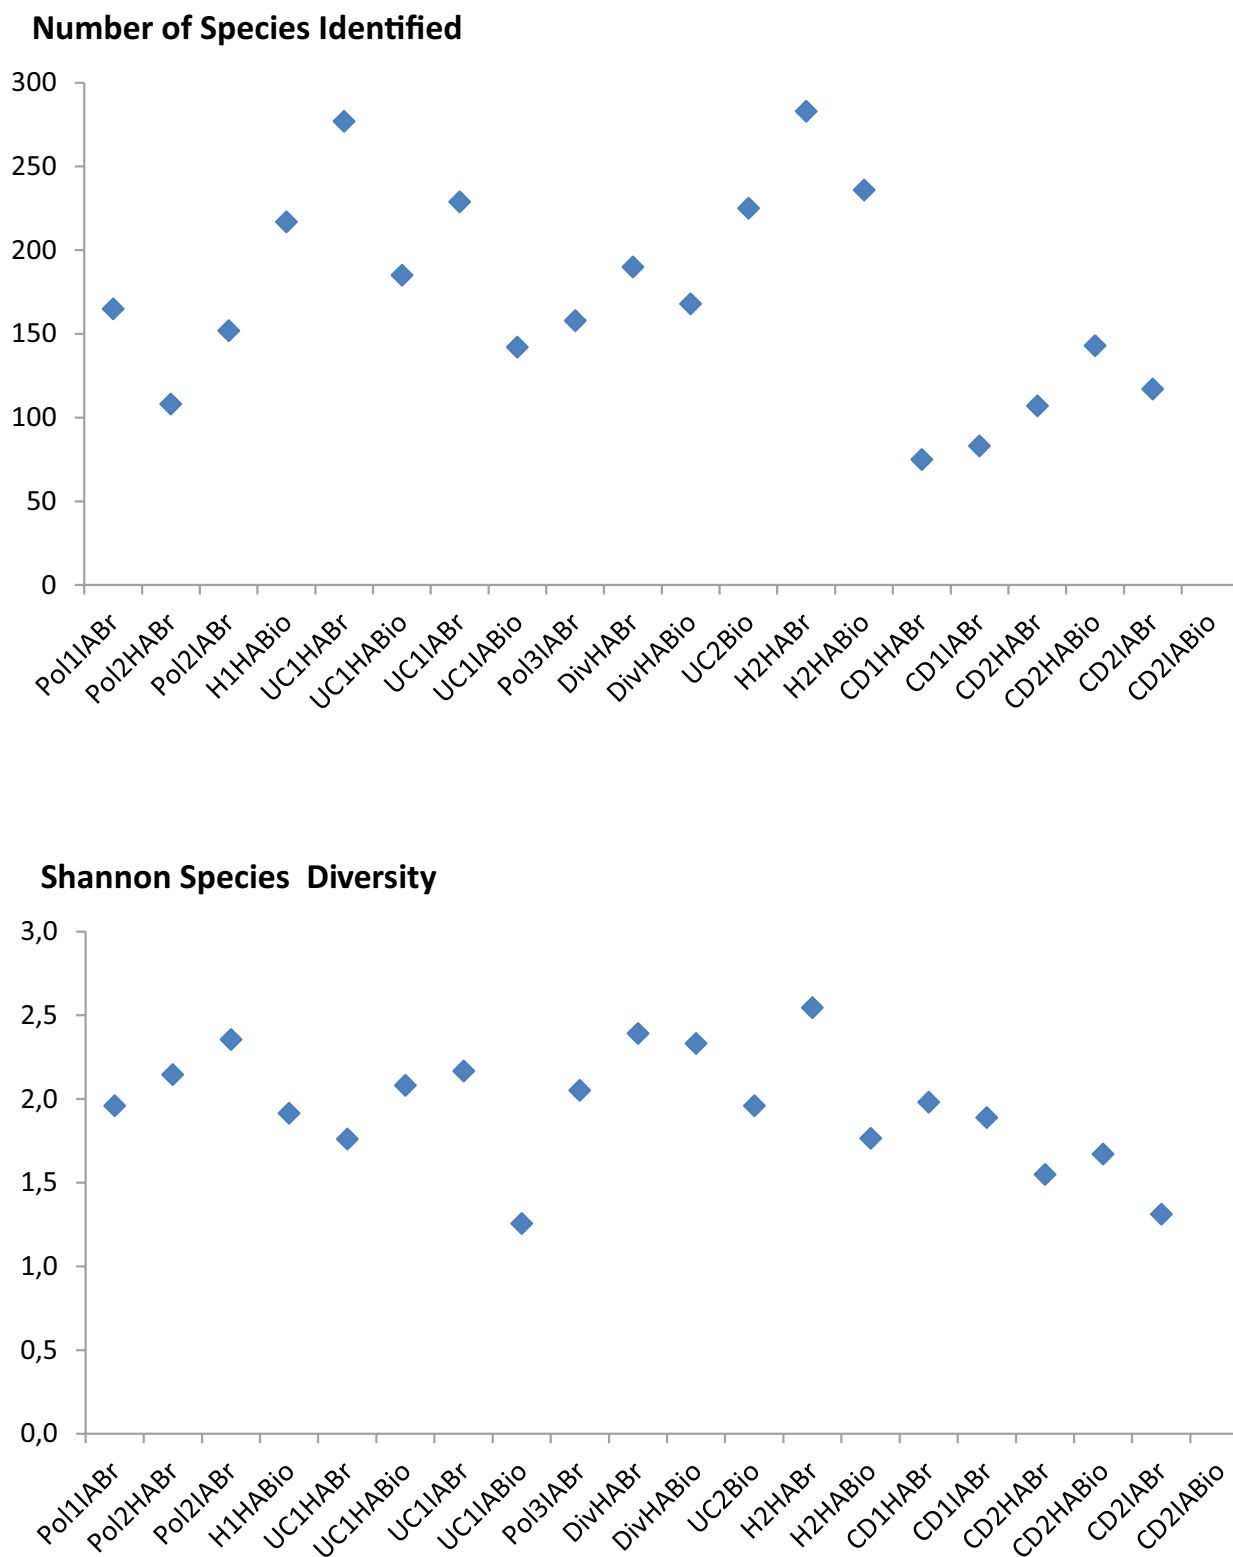 Number of Species Identified
300
250
200
150
100
50
0
Pol1IABr
Pol2HABr
Pol2IABr
H1HABio
UC1HABr
UC1HABio
UC1IABr
UC1IABio
Pol3IABr
DivHABr
DivHABio
UC2Bio
H2HABr
H2HABio
CD1HABr
CD1IABr
CD2HABr
CD2HABio
CD2IABr
CD2IABio
Shannon Species  Diversity
3,0
2,5
2,0
1,5
1,0
0,5
0,0
Pol1IABr
Pol2HABr
Pol2IABr
H1HABio
UC1HABr
UC1HABio
UC1IABr
UC1IABio
Pol3IABr
DivHABr
DivHABio
UC2Bio
H2HABr
H2HABio
CD1HABr
CD1IABr
CD2HABr
CD2HABio
CD2IABr
CD2IABio